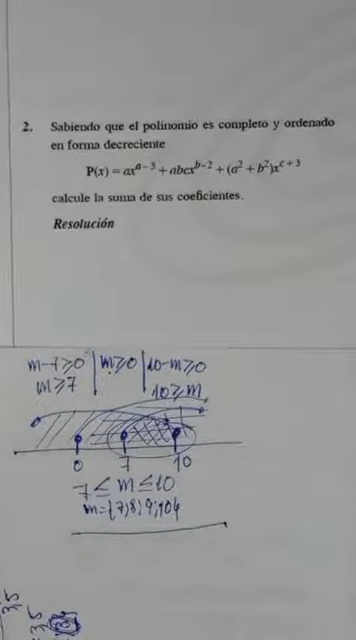 2. Sabiendo que el polinomio es completo y ordenado
en forma decreciente
P(x) = ax^{a-3} + abcx^{b-2} + (a² + b²)x^{c+3}
calcule la suma de sus coeficientes.
Resolución
m-7≥0 | m≥0 | 10-m≥0
m≥7 10≥m
0 7 10
7 ≤ m ≤ 10
m={7;8;9;10}
35
35